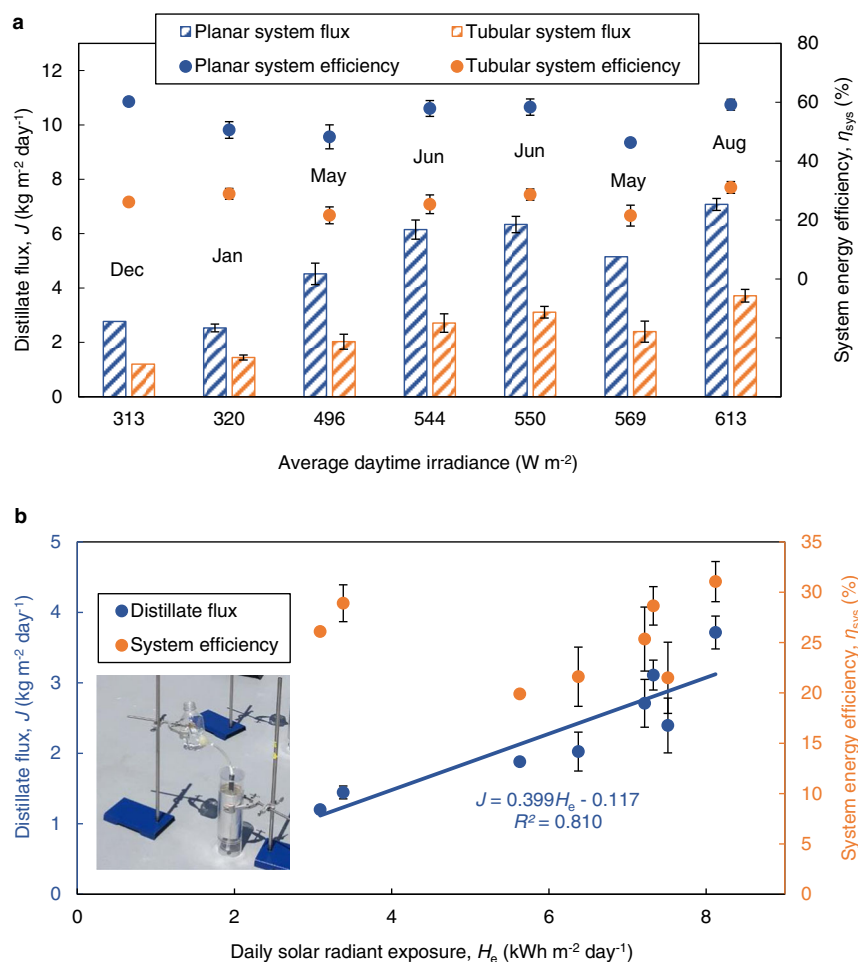 a
Planar system flux
Tubular system flux
Planar system efficiency
Tubular system efficiency
Distillate flux, J (kg m-2 day-1)
12
10
8
6
4
2
0
80
60
40
20
0
System energy efficiency, ηsys (%)
Dec
Jan
May
Jun
Jun
May
Aug
313 320 496 544 550 569 613
Average daytime irradiance (W m-2)
b
Distillate flux, J (kg m-2 day-1)
5
4
3
2
1
0
Distillate flux
System efficiency
J = 0.399He - 0.117
R² = 0.810
35
30
25
20
15
10
5
0
System energy efficiency, ηsys (%)
0 2 4 6 8
Daily solar radiant exposure, He (kWh m-2 day-1)